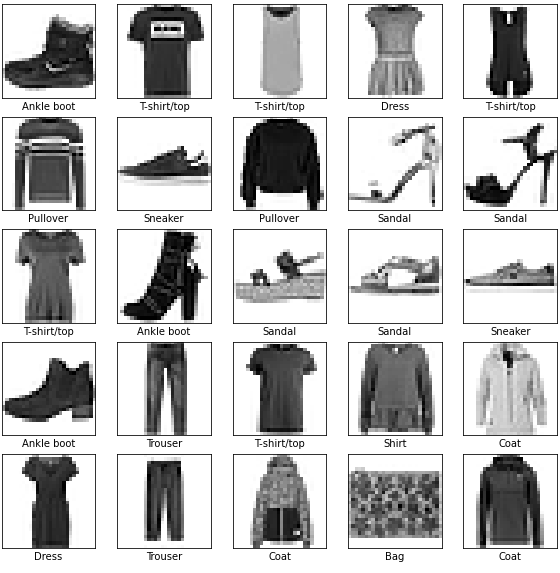 Ankle boot
T-shirt/top
T-shirt/top
Dress
T-shirt/top
Pullover
Sneaker
Pullover
Sandal
Sandal
T-shirt/top
Ankle boot
Sandal
Sandal
Sneaker
Ankle boot
Trouser
T-shirt/top
Shirt
Coat
Dress
Trouser
Coat
Bag
Coat